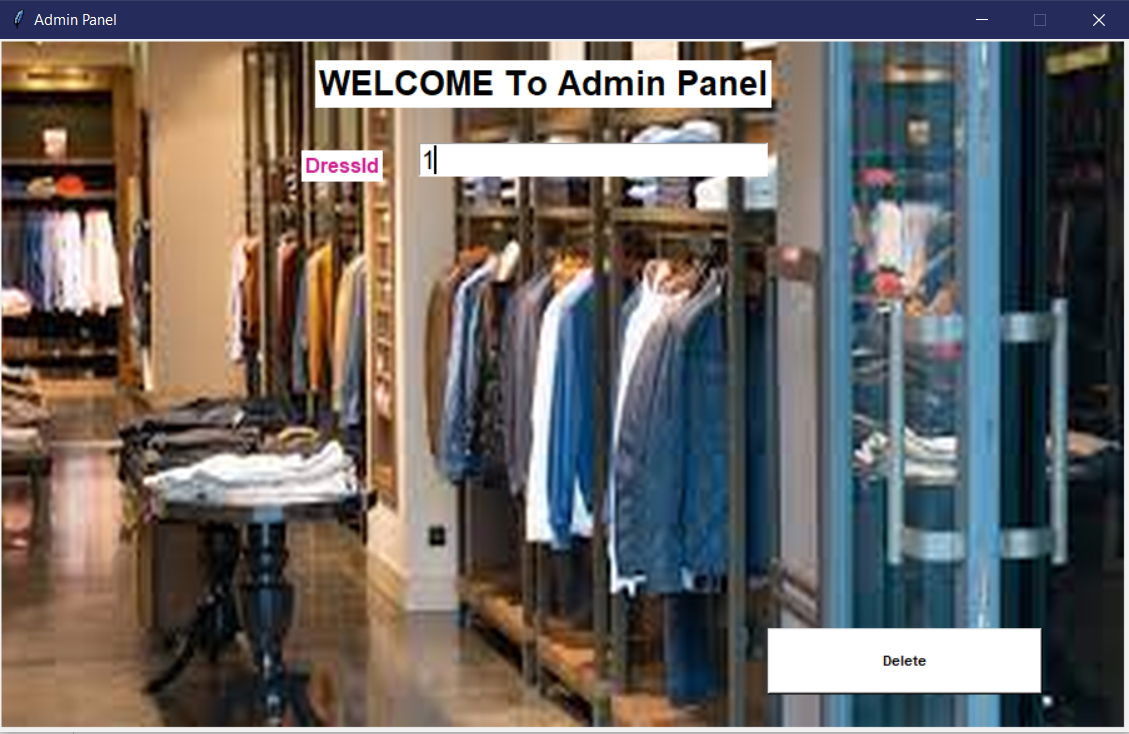 Admin Panel
WELCOME To Admin Panel
DressId
1
Delete